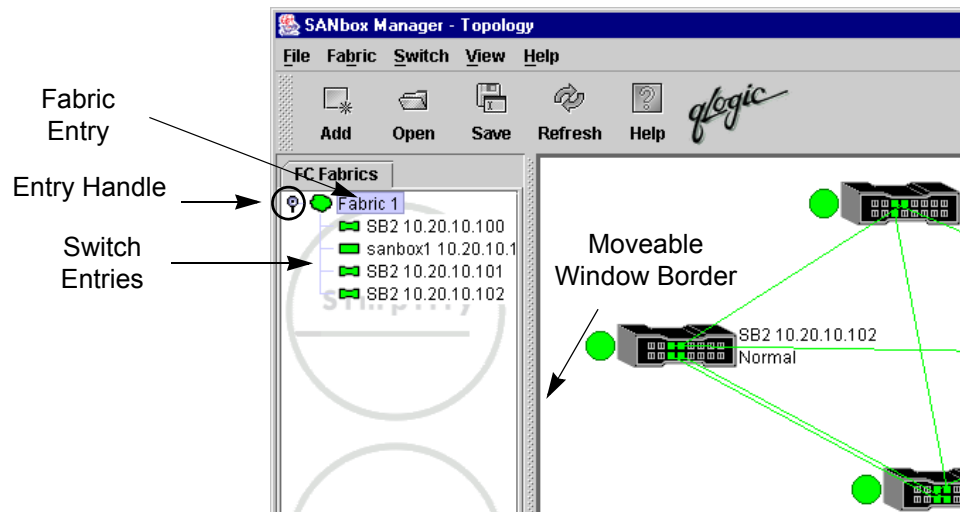 SANbox Manager - Topology
File Fabric Switch View Help
Add Open Save Refresh Help
qlogic
Fabric
Entry
Entry Handle
Switch
Entries
FC Fabrics
Fabric 1
SB2 10.20.10.100
sanbox1 10.20.10.1
SB2 10.20.10.101
SB2 10.20.10.102
Simplify
Moveable
Window Border
SB2 10.20.10.102
Normal